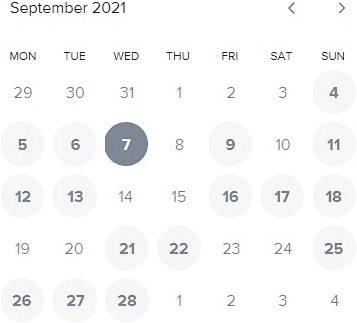 September 2021
MON TUE WED THU FRI SAT SUN
29 30 31 1 2 3 4
5 6 7 8 9 10 11
12 13 14 15 16 17 18
19 20 21 22 23 24 25
26 27 28 1 2 3 4